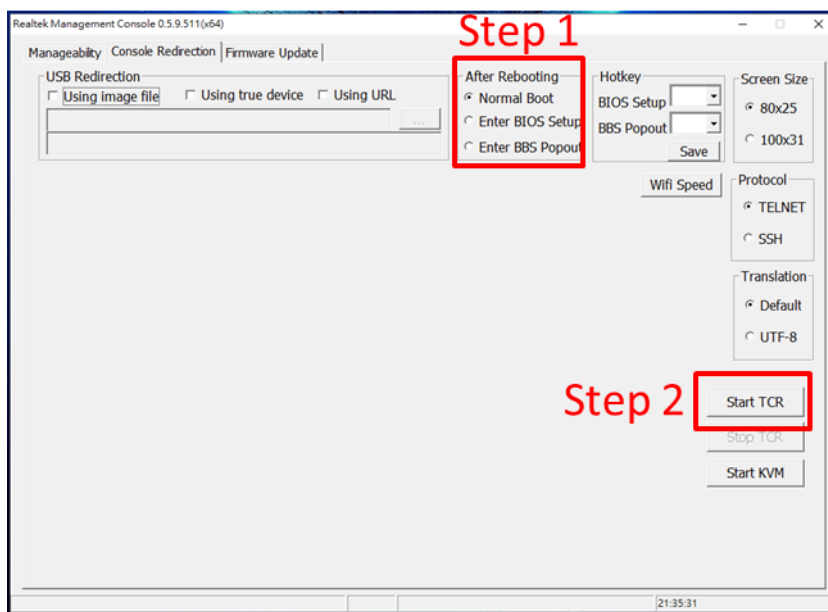 Realtek Management Console 0.5.9.511(x64)
Step 1
Manageability Console Redirection Firmware Update
USB Redirection
Using image file Using true device Using URL
...
After Rebooting
Normal Boot
Enter BIOS Setup
Enter BBS Popout
Hotkey
BIOS Setup
BBS Popout
Save
Screen Size
80x25
100x31
Wifi Speed
Protocol
TELNET
SSH
Translation
Default
UTF-8
Step 2
Start TCR
Stop TCR
Start KVM
21:35:31